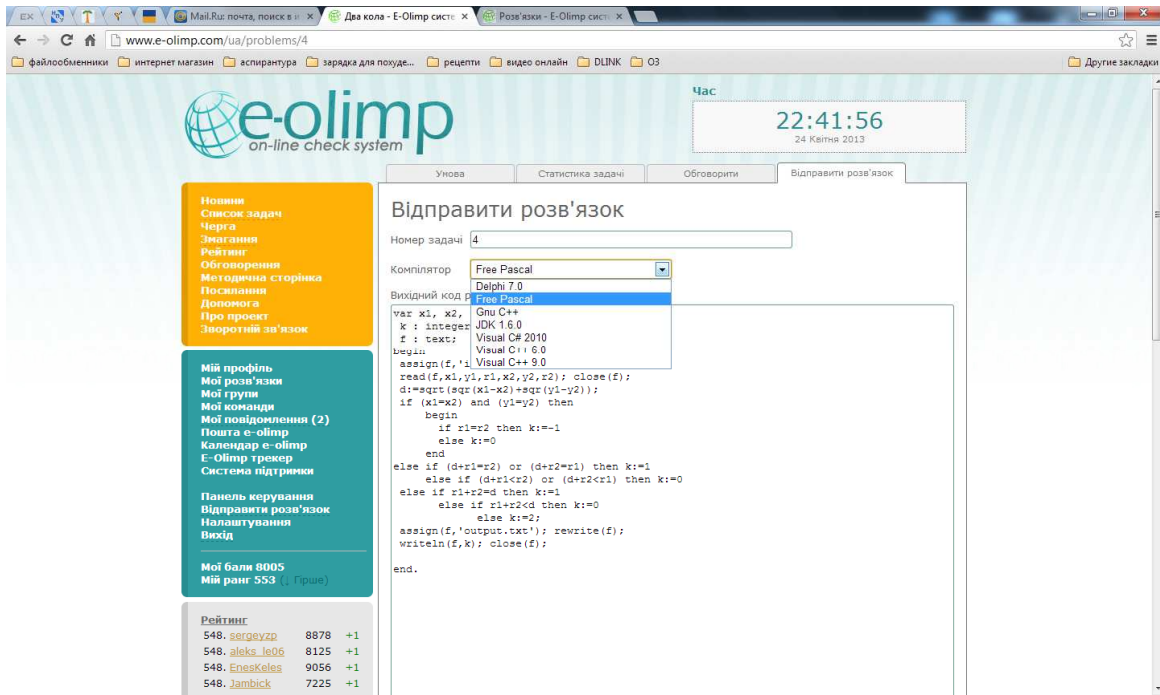 Mail.Ru: почта, поиск в и
Два кола - E-Olimp систе
Розв'язки - E-Olimp систе
www.e-olimp.com/ua/problems/4
файлообменники интернет магазин аспирантура зарядка для похуде... рецепти видео онлайн DLINK ОЗ Другие закладки
e-olimp
on-line check system
Час
22:41:56
24 Квітня 2013
Умова Статистика задачі Обговорити Відправити розв'язок
Новини
Список задач
Черга
Змагання
Рейтинг
Обговорення
Методична сторінка
Посилання
Допомога
Про проект
Зворотній зв'язок
Мій профіль
Мої розв'язки
Мої групи
Мої команди
Мої повідомлення (2)
Пошта e-olimp
Календар e-olimp
E-Olimp трекер
Система підтримки
Панель керування
Відправити розв'язок
Налаштування
Вихід
Мої бали 8005
Мій ранг 553 (↓ Гірше)
Рейтинг
548. sergeyzp 8878 +1
548. aleks_le06 8125 +1
548. EnesKeles 9056 +1
548. Jambick 7225 +1
Відправити розв'язок
Номер задачі 4
Компілятор Free Pascal
Delphi 7.0
Free Pascal
Gnu C++
JDK 1.6.0
Visual C# 2010
Visual C++ 6.0
Visual C++ 9.0
Вихідний код р
var x1, x2,
k : integer
f : text;
begin
assign(f,'i
read(f,x1,y1,r1,x2,y2,r2); close(f);
d:=sqrt(sqr(x1-x2)+sqr(y1-y2));
if (x1=x2) and (y1=y2) then
begin
if r1=r2 then k:=-1
else k:=0
end
else if (d+r1=r2) or (d+r2=r1) then k:=1
else if (d+r1<r2) or (d+r2<r1) then k:=0
else if r1+r2=d then k:=1
else if r1+r2<d then k:=0
else k:=2;
assign(f,'output.txt'); rewrite(f);
writeln(f,k); close(f);
end.